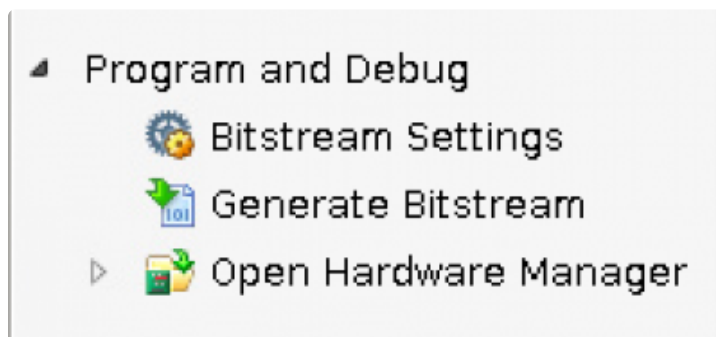 Program and Debug
Bitstream Settings
Generate Bitstream
Open Hardware Manager